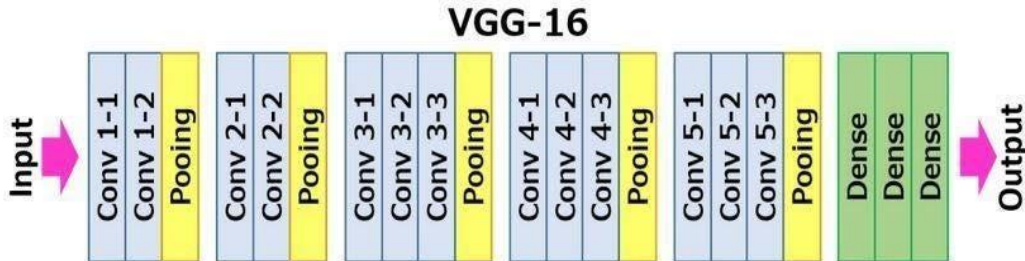 VGG-16
Input
Conv 1-1
Conv 1-2
Pooing
Conv 2-1
Conv 2-2
Pooing
Conv 3-1
Conv 3-2
Conv 3-3
Pooing
Conv 4-1
Conv 4-2
Conv 4-3
Pooing
Conv 5-1
Conv 5-2
Conv 5-3
Pooing
Dense
Dense
Dense
Output